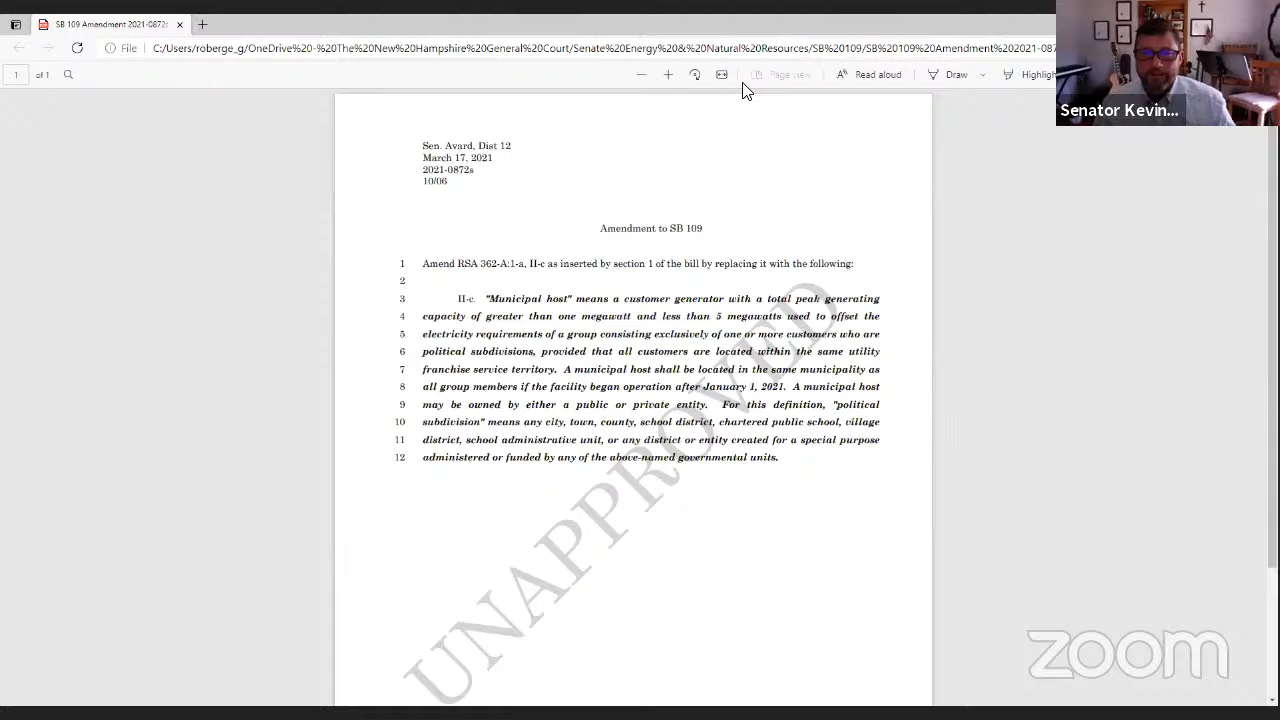 SB 109 Amendment 2021-0872s
File
C:/Users/roberge_g/OneDrive%20-%20The%20New%20Hampshire%20General%20Court/Senate%20Energy%20&%20Natural%20Resources/SB%20109/SB%20109%20Amendment%202021-087
1 of 1
Page view
Read aloud
Draw
Highligh
Senator Kevin...
Sen. Avard, Dist 12
March 17, 2021
2021-0872s
10/06
Amendment to SB 109
1 Amend RSA 362-A:1-a, II-c as inserted by section 1 of the bill by replacing it with the following:
2
3 II-c. "Municipal host" means a customer generator with a total peak generating
4 capacity of greater than one megawatt and less than 5 megawatts used to offset the
5 electricity requirements of a group consisting exclusively of one or more customers who are
6 political subdivisions, provided that all customers are located within the same utility
7 franchise service territory. A municipal host shall be located in the same municipality as
8 all group members if the facility began operation after January 1, 2021. A municipal host
9 may be owned by either a public or private entity. For this definition, "political
10 subdivision" means any city, town, county, school district, chartered public school, village
11 district, school administrative unit, or any district or entity created for a special purpose
12 administered or funded by any of the above-named governmental units.
UNAPPROVED
zoom